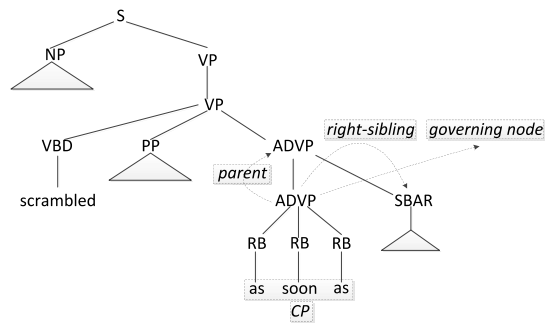 S
NP VP
VP
VBD PP ADVP right-sibling governing node
parent
scrambled ADVP SBAR
RB RB RB
as soon as
CP